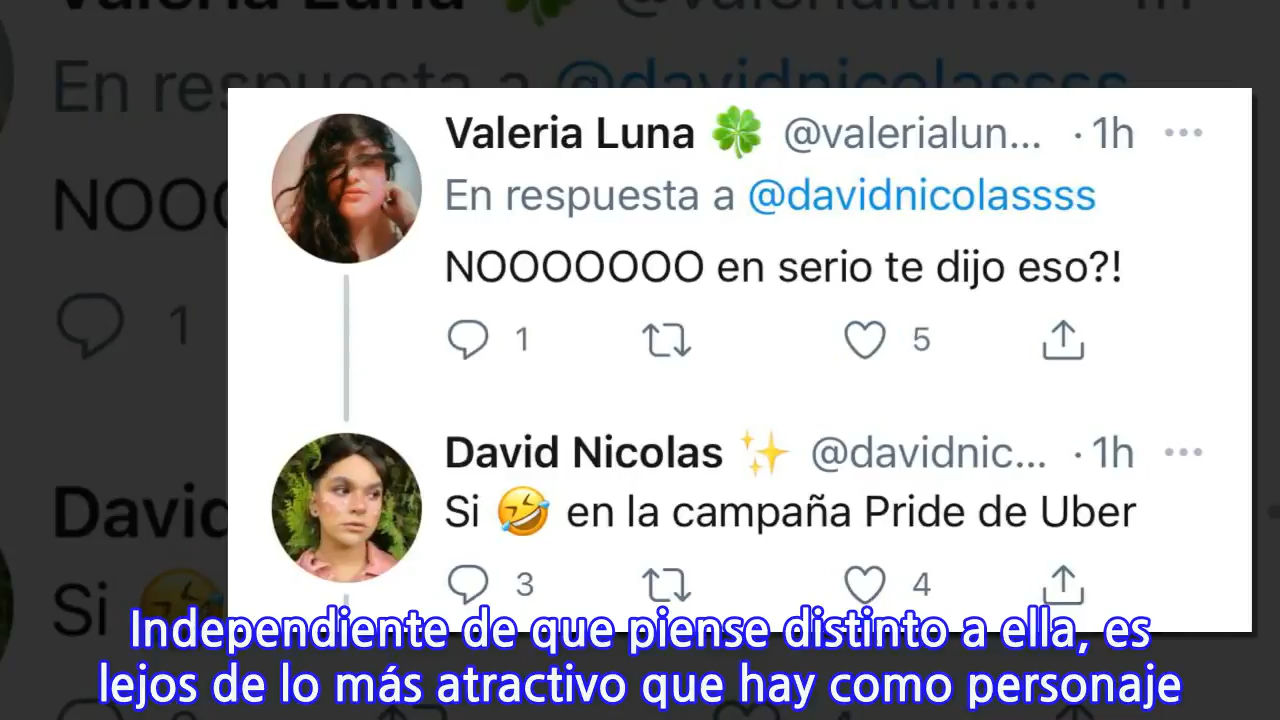 Valeria Luna 🍀 @valerialun... · 1h
En respuesta a @davidnicolassss
NOOOOOOO en serio te dijo eso?!
1 5
David Nicolas ✨ @davidnic... · 1h
Si 🤣 en la campaña Pride de Uber
3 4
Independiente de que piense distinto a ella, es
lejos de lo más atractivo que hay como personaje